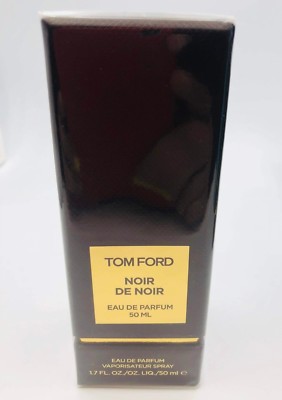 TOM FORD
NOIR
DE NOIR
EAU DE PARFUM
50 ML
EAU DE PARFUM
VAPORISATEUR SPRAY
1.7 FL. OZ./OZ. LIQ./50 ml ℮